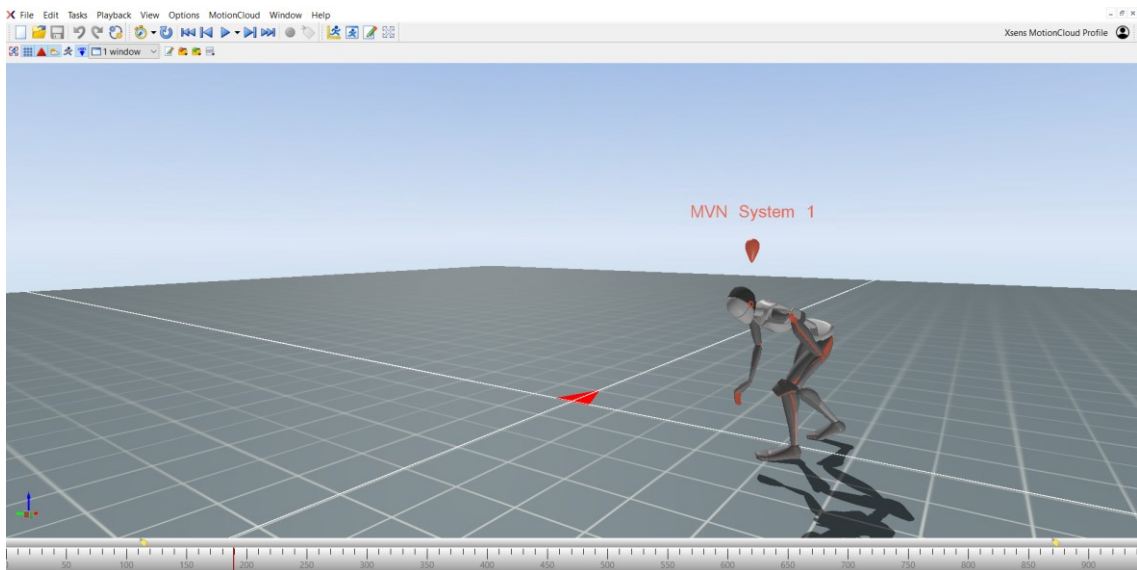 File Edit Tasks Playback View Options MotionCloud Window Help
Xsens MotionCloud Profile
1 window
MVN System 1
50 100 150 200 250 300 350 400 450 500 550 600 650 700 750 800 850 900